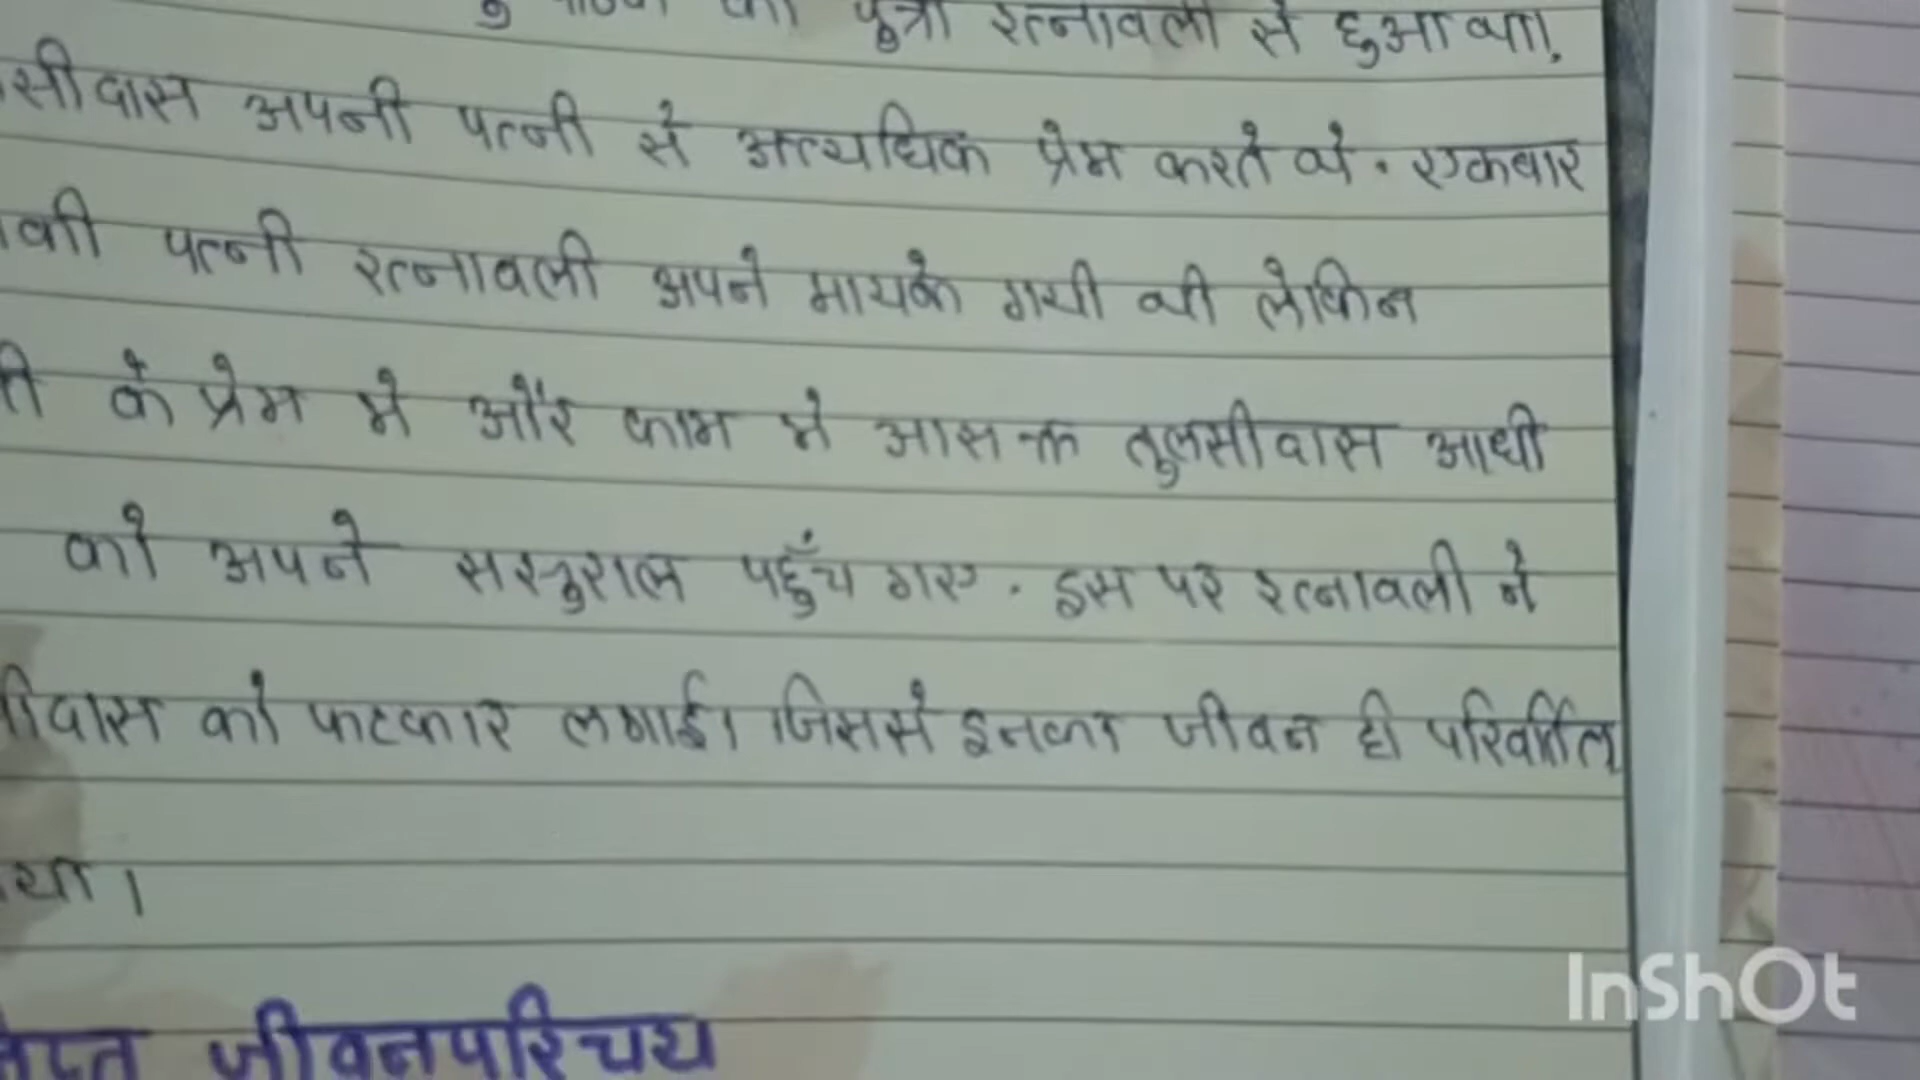 की पुत्री रत्नावली से हुआ था,
सीदास अपनी पत्नी से अत्यधिक प्रेम करते थे. एकबार
की पत्नी रत्नावली अपने मायके गयी थी लेकिन
के प्रेम में और काम में आसक्त तुलसीदास आधी
को अपने ससुराल पहुँच गए. इस पर रत्नावली ने
दास को फटकार लगाई। जिससे इनका जीवन ही परिवर्तित
गया।
जीवनपरिचय
InShOt